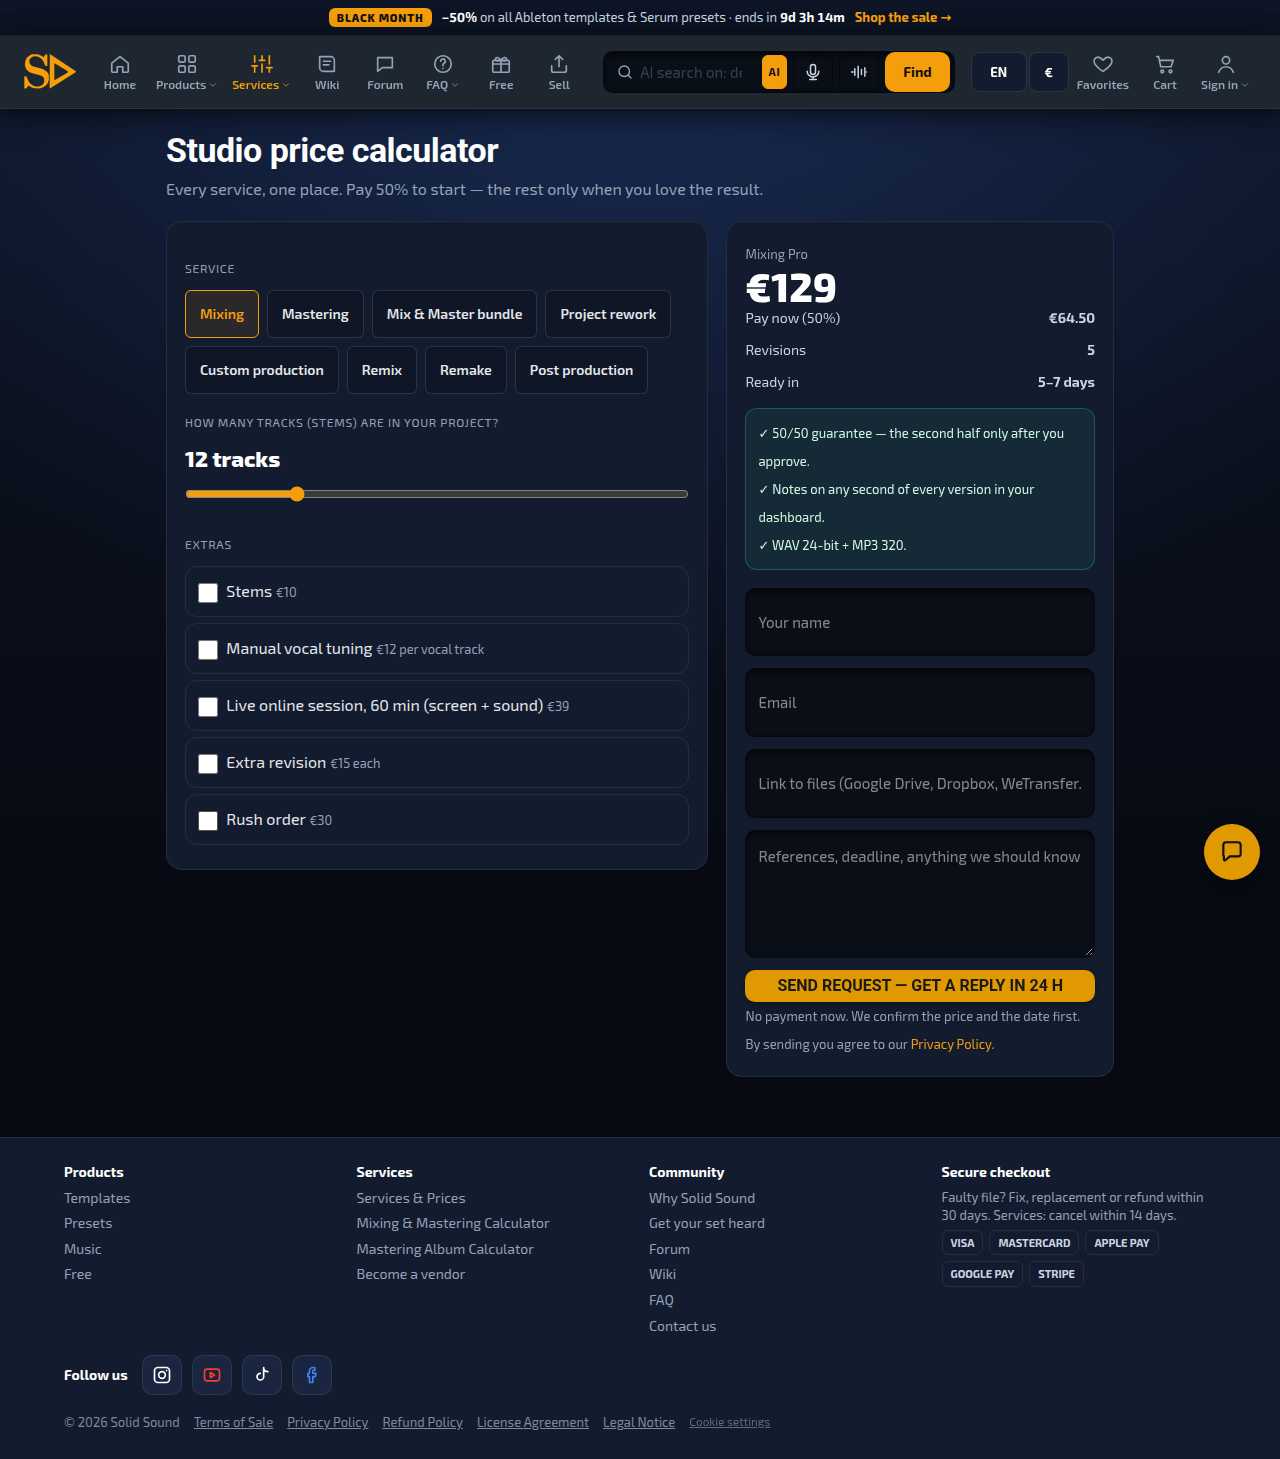 BLACK MONTH −50% on all Ableton templates & Serum presets · ends in 9d 3h 14m Shop the sale →
Home Products Services Wiki Forum FAQ Free Sell
AI search on: dr AI Find EN € Favorites Cart Sign in
Studio price calculator
Every service, one place. Pay 50% to start — the rest only when you love the result.
SERVICE
Mixing Mastering Mix & Master bundle Project rework
Custom production Remix Remake Post production
HOW MANY TRACKS (STEMS) ARE IN YOUR PROJECT?
12 tracks
EXTRAS
Stems €10
Manual vocal tuning €12 per vocal track
Live online session, 60 min (screen + sound) €39
Extra revision €15 each
Rush order €30
Mixing Pro
€129
Pay now (50%) €64.50
Revisions 5
Ready in 5–7 days
✓ 50/50 guarantee — the second half only after you
approve.
✓ Notes on any second of every version in your
dashboard.
✓ WAV 24-bit + MP3 320.
Your name
Email
Link to files (Google Drive, Dropbox, WeTransfer.
References, deadline, anything we should know
SEND REQUEST — GET A REPLY IN 24 H
No payment now. We confirm the price and the date first.
By sending you agree to our Privacy Policy.
Products
Templates
Presets
Music
Free
Services
Services & Prices
Mixing & Mastering Calculator
Mastering Album Calculator
Become a vendor
Community
Why Solid Sound
Get your set heard
Forum
Wiki
FAQ
Contact us
Secure checkout
Faulty file? Fix, replacement or refund within
30 days. Services: cancel within 14 days.
VISA MASTERCARD APPLE PAY
GOOGLE PAY STRIPE
Follow us
© 2026 Solid Sound Terms of Sale Privacy Policy Refund Policy License Agreement Legal Notice Cookie settings